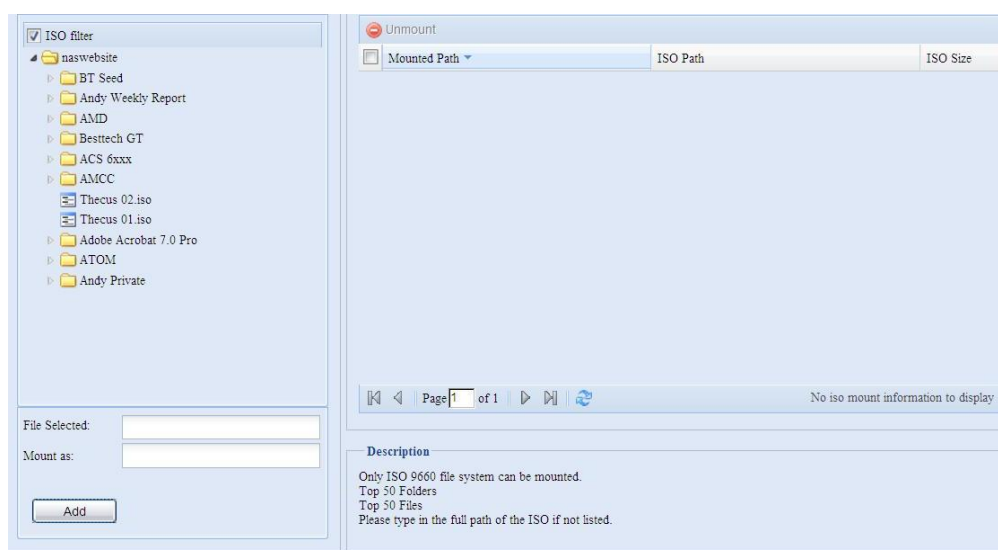 ISO filter
naswebsite
BT Seed
Andy Weekly Report
AMD
Besttech GT
ACS 6xxx
AMCC
Thecus 02.iso
Thecus 01.iso
Adobe Acrobat 7.0 Pro
ATOM
Andy Private
File Selected:
Mount as:
Add
Unmount
Mounted Path ISO Path ISO Size
Page 1 of 1 No iso mount information to display
Description
Only ISO 9660 file system can be mounted.
Top 50 Folders
Top 50 Files
Please type in the full path of the ISO if not listed.